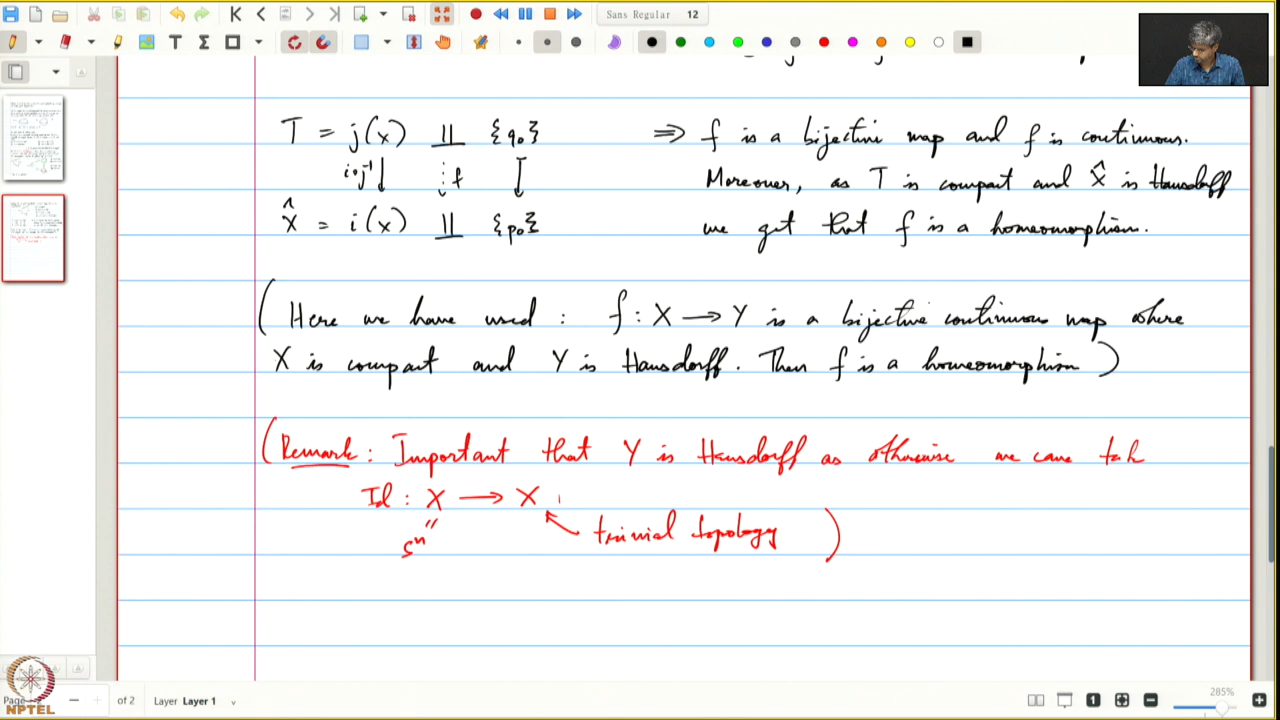 Sans Regular 12
T = j(x) ⨿ {q₀} ⇒ f is a bijective map and f is continuous.
i∘j⁻¹ ↓ ⋮ f ↓ Moreover, as T is compact and X̂ is Hausdorff
X̂ = i(x) ⨿ {p₀} we get that f is a homeomorphism.
(Here we have used : f : X → Y is a bijective continuous map where
X is compact and Y is Hausdorff. Then f is a homeomorphism)
(Remark : Important that Y is Hausdorff as otherwise we can
Id : X → X
" Sⁿ trivial topology )
NPTEL
Page of 2 Layer Layer 1 285%